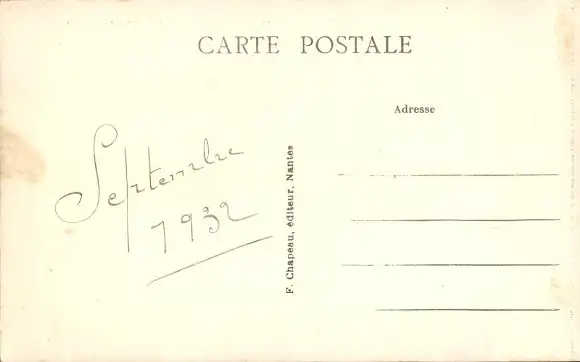 CARTE POSTALE
Adresse
Septembre
1932
F. Chapeau, éditeur, Nantes